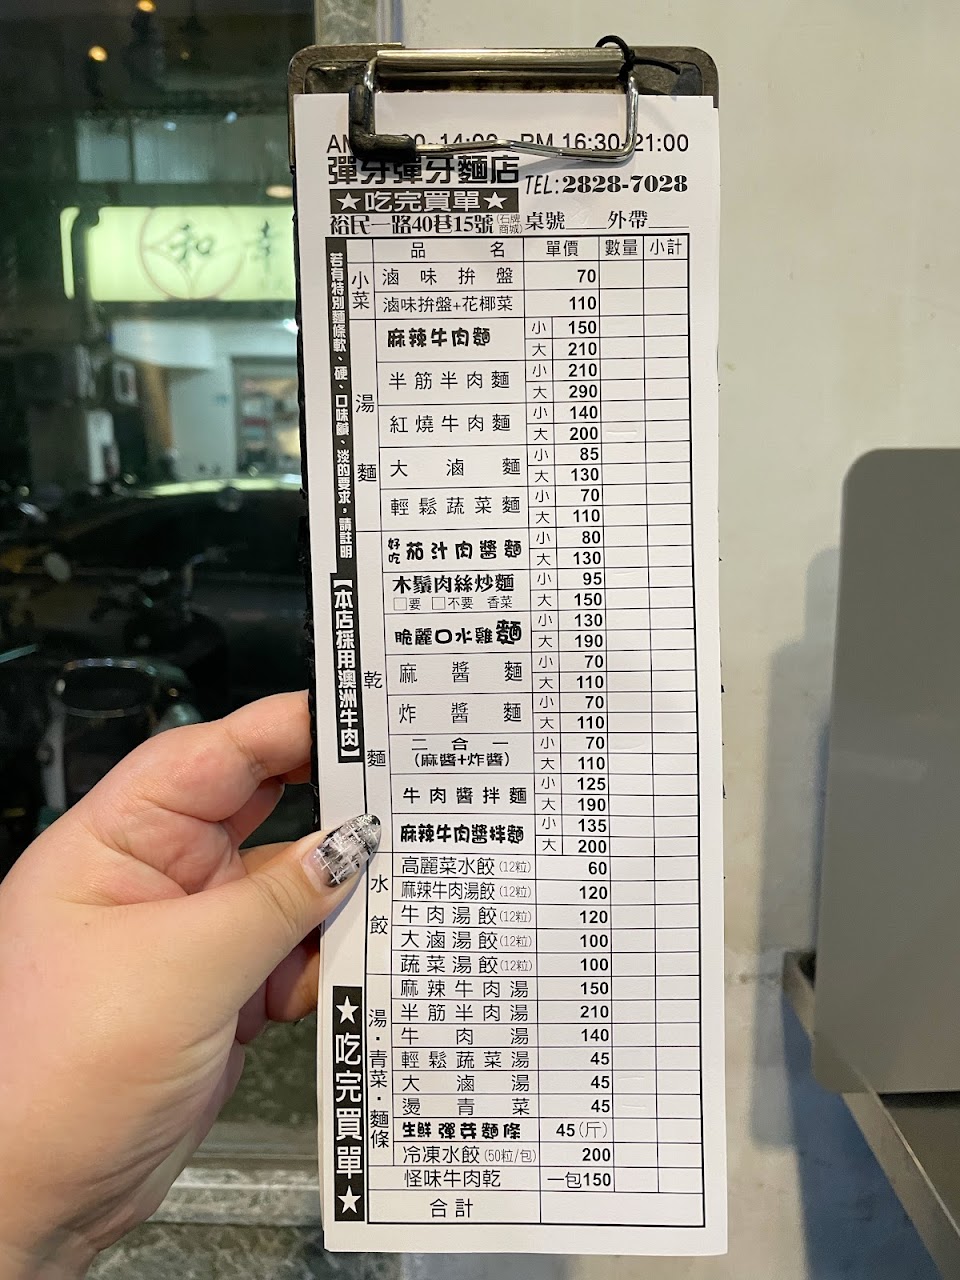 14:00 PM 16:30~21:00
彈牙彈牙麵店
TEL:2828-7028
★吃完買單★
裕民一路40巷15號(石牌商城) 桌號____外帶____
若有特別麵條軟、硬、口味鹹、淡的要求,請註明
【本店採用澳洲牛肉】
★吃完買單★
品名 單價 數量 小計
小菜
滷味拚盤 70
滷味拚盤+花椰菜 110
湯麵
麻辣牛肉麵 小 150
大 210
半筋半肉麵 小 210
大 290
紅燒牛肉麵 小 140
大 200
大滷麵 小 85
大 130
輕鬆蔬菜麵 小 70
大 110
乾麵
好吃茄汁肉醬麵 小 80
大 130
木鬚肉絲炒麵 小 95
□要 □不要 香菜 大 150
脆麗口水雞麵 小 130
大 190
麻醬麵 小 70
大 110
炸醬麵 小 70
大 110
二合一 小 70
(麻醬+炸醬) 大 110
牛肉醬拌麵 小 125
大 190
麻辣牛肉醬拌麵 小 135
大 200
水餃
高麗菜水餃(12粒) 60
麻辣牛肉湯餃(12粒) 120
牛肉湯餃(12粒) 120
大滷湯餃(12粒) 100
蔬菜湯餃(12粒) 100
湯·青菜·麵條
麻辣牛肉湯 150
半筋半肉湯 210
牛肉湯 140
輕鬆蔬菜湯 45
大滷湯 45
燙青菜 45
生鮮彈芽麵條 45(斤)
冷凍水餃(50粒/包) 200
怪味牛肉乾 一包150
合計
和